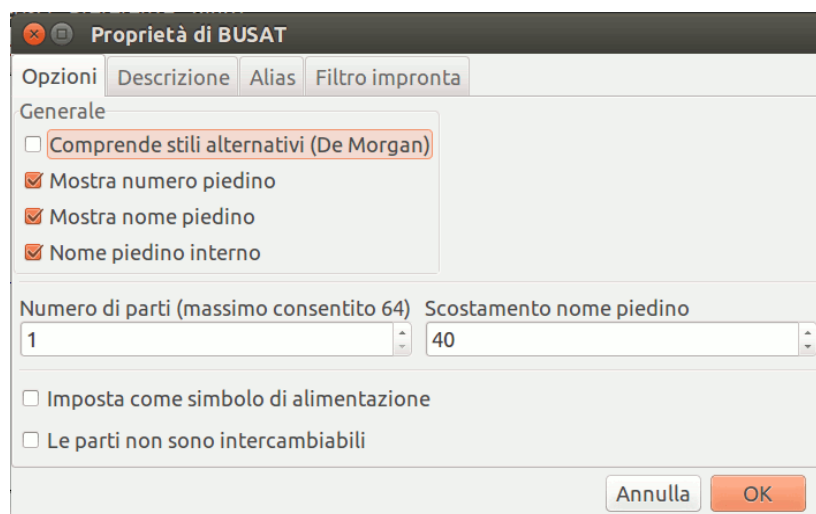 Proprietà di BUSAT
Opzioni Descrizione Alias Filtro impronta
Generale
Comprende stili alternativi (De Morgan)
Mostra numero piedino
Mostra nome piedino
Nome piedino interno
Numero di parti (massimo consentito 64) Scostamento nome piedino
1 40
Imposta come simbolo di alimentazione
Le parti non sono intercambiabili
Annulla OK